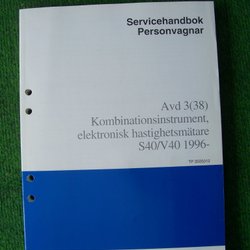 Servicehandbok
Personvagnar
Avd 3(38)
Kombinationsinstrument,
elektronisk hastighetsmätare
S40/V40 1996-